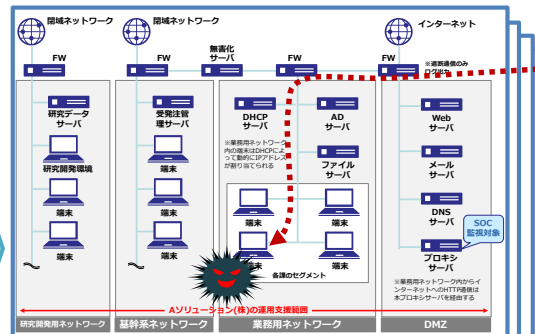 閉域ネットワーク
閉域ネットワーク
インターネット
FW
FW
無害化
サーバ
FW
FW
※遮断通信のみ
ログ出力
研究データ
サーバ
研究開発環境
端末
端末
受発注管
理サーバ
端末
端末
端末
DHCP
サーバ
※業務用ネットワーク
内の端末はDHCPによ
って動的にIPアドレス
が割り当てられる
AD
サーバ
ファイル
サーバ
端末
端末
端末
端末
各課のセグメント
Web
サーバ
メール
サーバ
DNS
サーバ
SOC
監視対象
プロキシ
サーバ
※業務用ネットワーク内からイ
ンターネットへのHTTP通信は
本プロキシサーバを経由する
Aソリューション(株)の運用支援範囲
研究開発用ネットワーク
基幹系ネットワーク
業務用ネットワーク
DMZ